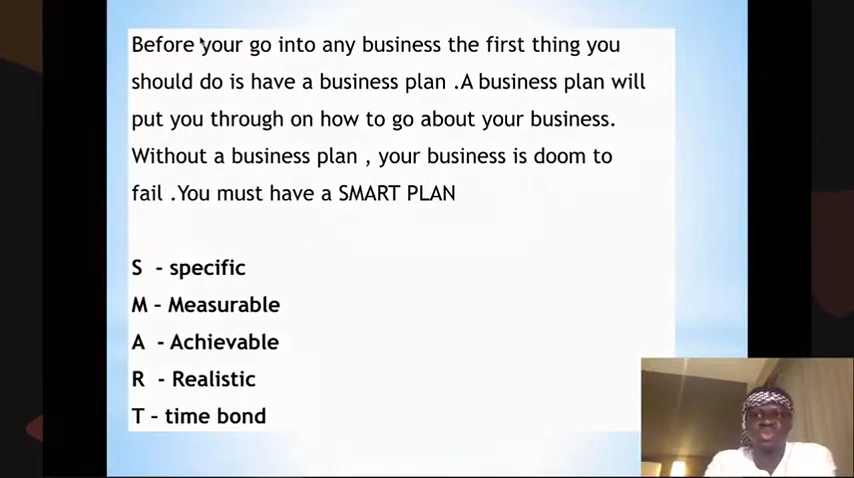 Before your go into any business the first thing you
should do is have a business plan .A business plan will
put you through on how to go about your business.
Without a business plan , your business is doom to
fail .You must have a SMART PLAN
S - specific
M – Measurable
A - Achievable
R - Realistic
T – time bond